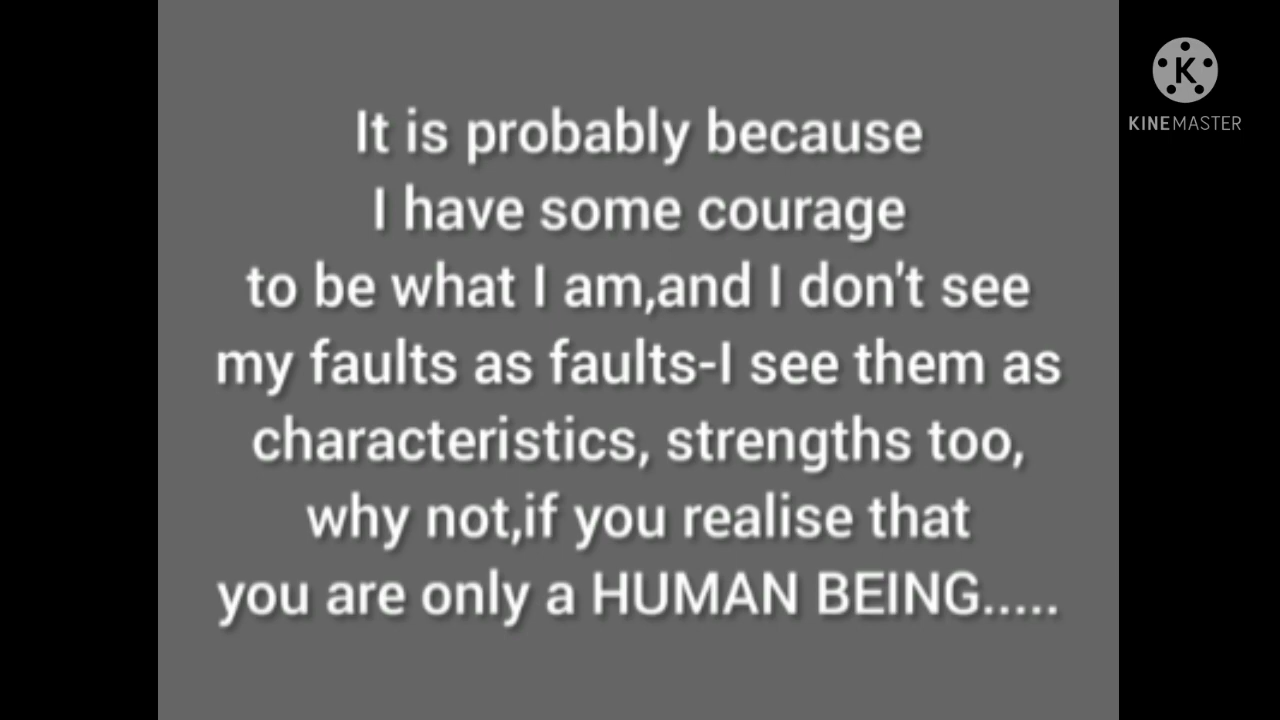 It is probably because
I have some courage
to be what I am,and I don't see
my faults as faults-I see them as
characteristics, strengths too,
why not,if you realise that
you are only a HUMAN BEING.....
K
KINEMASTER